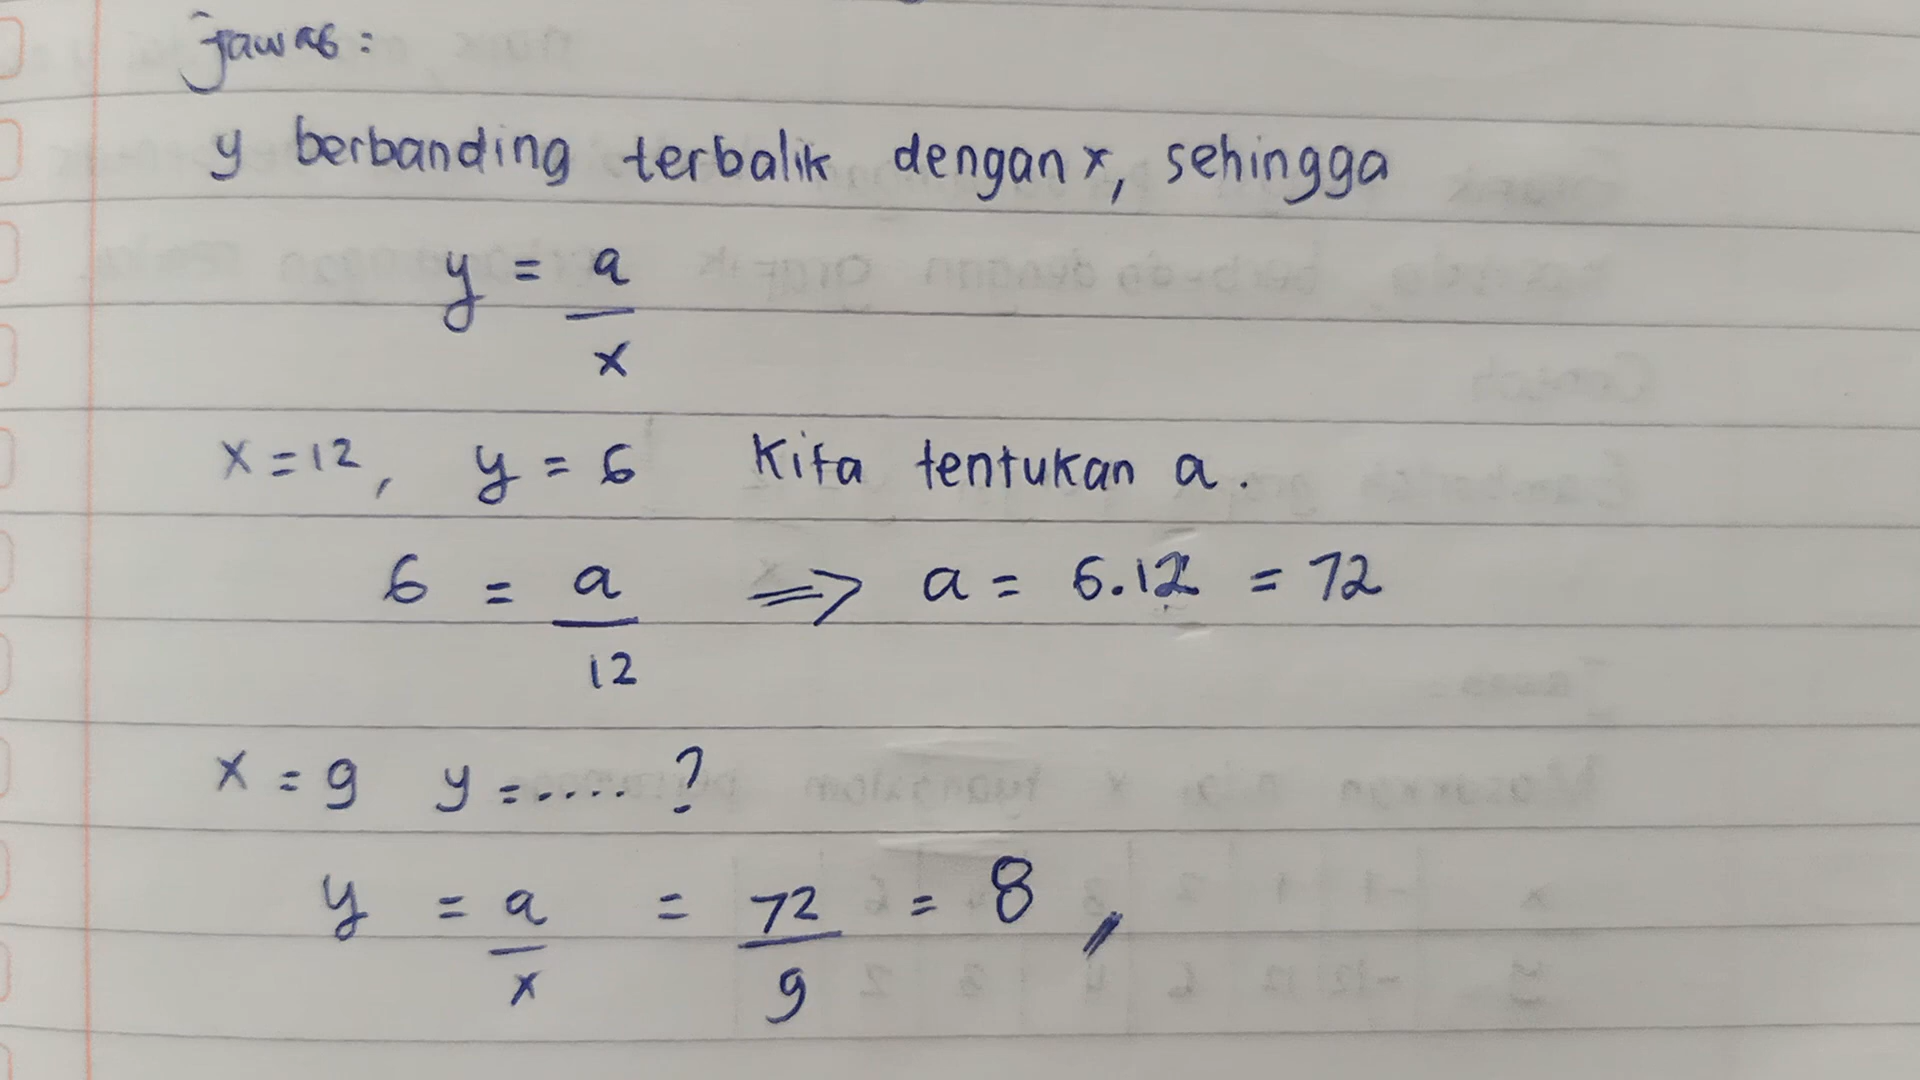 jawab:
y berbanding terbalik dengan x, sehingga
y = a/x
x = 12, y = 6 Kita tentukan a.
6 = a/12 ⇒ a = 6.12 = 72
x = 9 y = ..... ?
y = a/x = 72/9 = 8 //